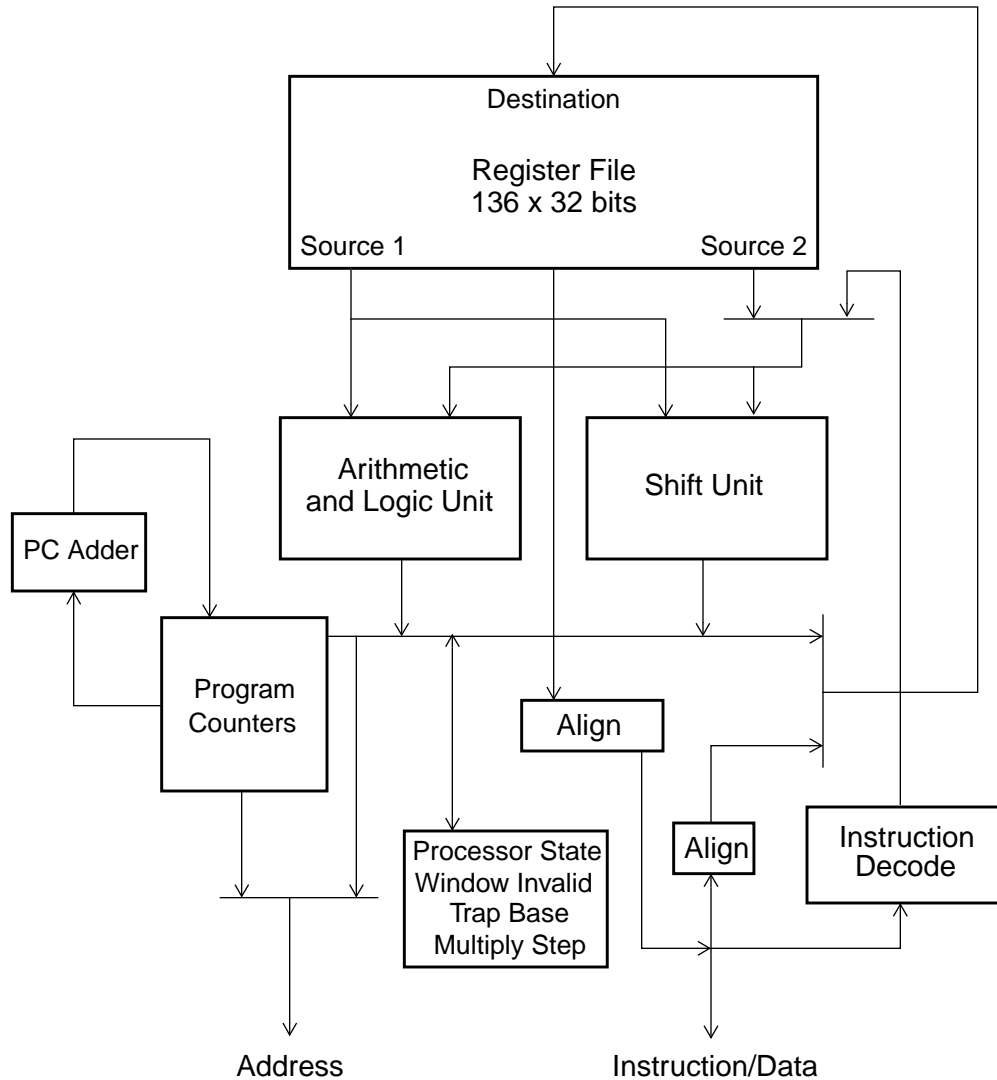 Destination
Register File
136 x 32 bits
Source 1
Source 2
Arithmetic
and Logic Unit
Shift Unit
PC Adder
Program
Counters
Align
Processor State
Window Invalid
Trap Base
Multiply Step
Align
Instruction
Decode
Address
Instruction/Data